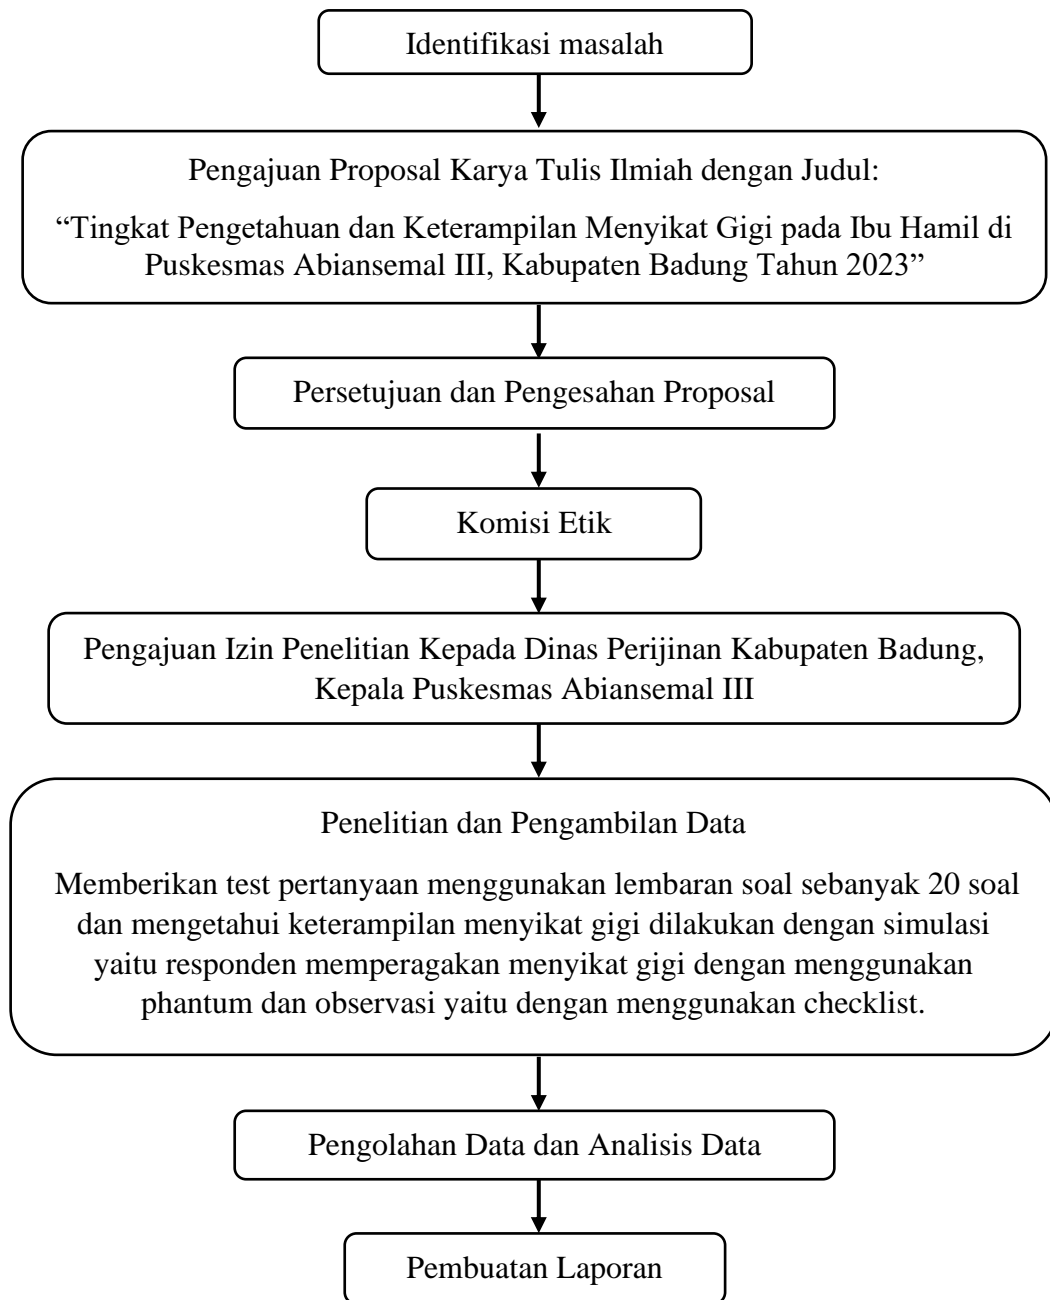 Identifikasi masalah
Pengajuan Proposal Karya Tulis Ilmiah dengan Judul:
“Tingkat Pengetahuan dan Keterampilan Menyikat Gigi pada Ibu Hamil di
Puskesmas Abiansemal III, Kabupaten Badung Tahun 2023”
Persetujuan dan Pengesahan Proposal
Komisi Etik
Pengajuan Izin Penelitian Kepada Dinas Perijinan Kabupaten Badung,
Kepala Puskesmas Abiansemal III
Penelitian dan Pengambilan Data
Memberikan test pertanyaan menggunakan lembaran soal sebanyak 20 soal
dan mengetahui keterampilan menyikat gigi dilakukan dengan simulasi
yaitu responden memperagakan menyikat gigi dengan menggunakan
phantum dan observasi yaitu dengan menggunakan checklist.
Pengolahan Data dan Analisis Data
Pembuatan Laporan